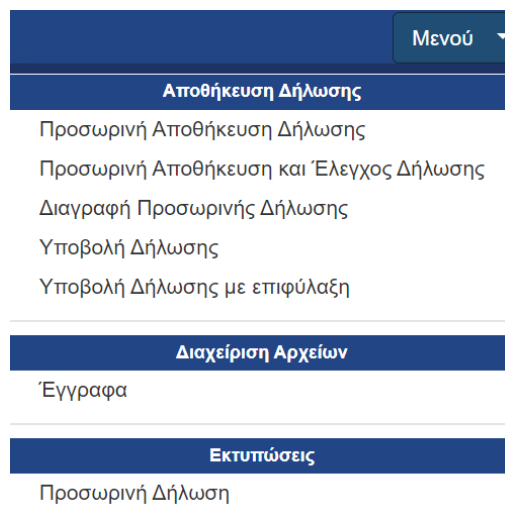 Μενού
Αποθήκευση Δήλωσης
Προσωρινή Αποθήκευση Δήλωσης
Προσωρινή Αποθήκευση και Έλεγχος Δήλωσης
Διαγραφή Προσωρινής Δήλωσης
Υποβολή Δήλωσης
Υποβολή Δήλωσης με επιφύλαξη
Διαχείριση Αρχείων
Έγγραφα
Εκτυπώσεις
Προσωρινή Δήλωση